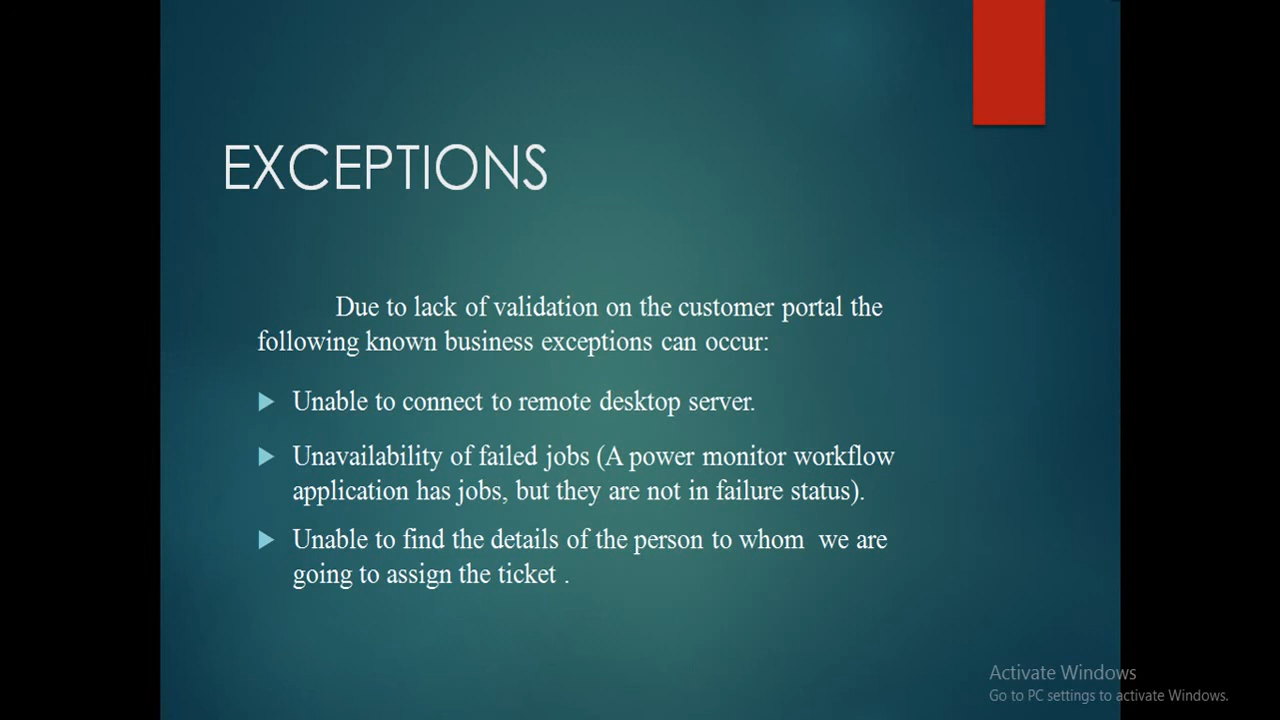 EXCEPTIONS
Due to lack of validation on the customer portal the
following known business exceptions can occur:
Unable to connect to remote desktop server.
Unavailability of failed jobs (A power monitor workflow
application has jobs, but they are not in failure status).
Unable to find the details of the person to whom  we are
going to assign the ticket .
Activate Windows
Go to PC settings to activate Windows.